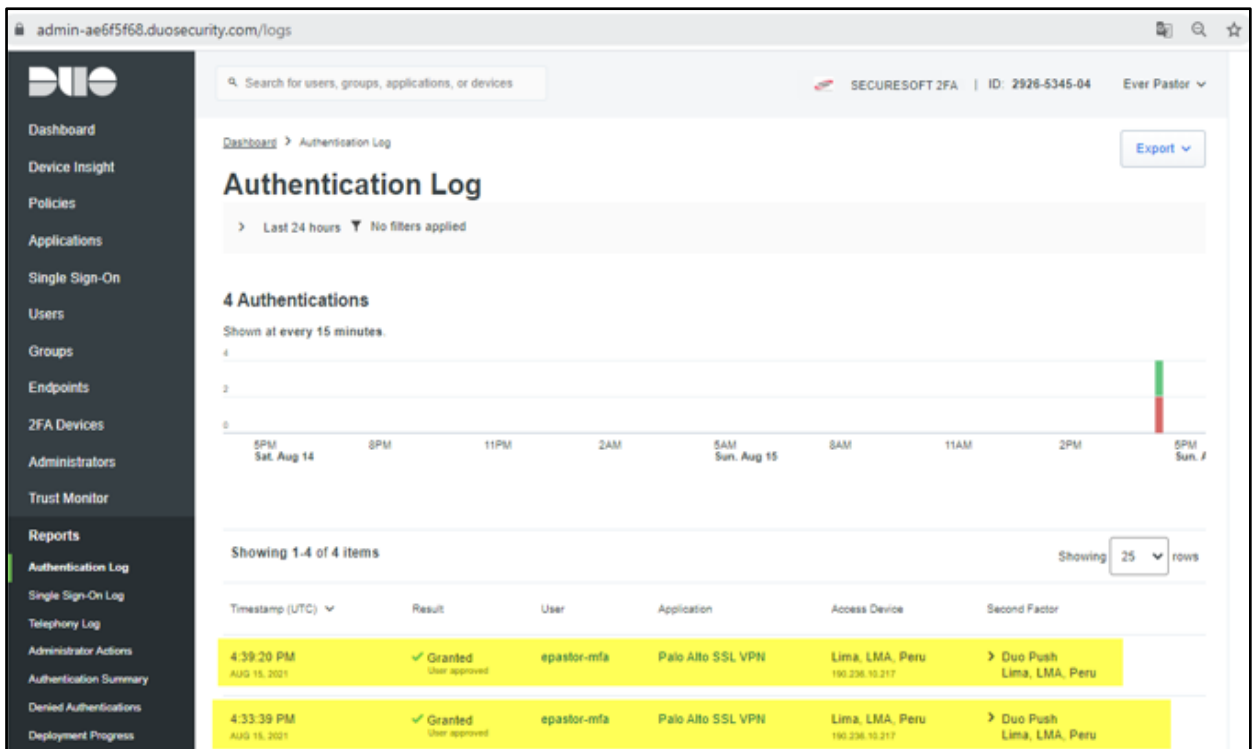 admin-ae6f5f68.duosecurity.com/logs
DUO
Search for users, groups, applications, or devices
SECURESOFT 2FA | ID: 2926-5345-04 Ever Pastor
Dashboard
Device Insight
Policies
Applications
Single Sign-On
Users
Groups
Endpoints
2FA Devices
Administrators
Trust Monitor
Reports
Authentication Log
Single Sign-On Log
Telephony Log
Administrator Actions
Authentication Summary
Denied Authentications
Deployment Progress
Dashboard > Authentication Log
Export
Authentication Log
> Last 24 hours No filters applied
4 Authentications
Shown at every 15 minutes.
4
2
0
5PM 8PM 11PM 2AM 5AM 8AM 11AM 2PM 5PM
Sat. Aug 14 Sun. Aug 15 Sun.
Showing 1-4 of 4 items
Showing 25 rows
Timestamp (UTC) Result User Application Access Device Second Factor
4:39:20 PM Granted epastor-mfa Palo Alto SSL VPN Lima, LMA, Peru > Duo Push
AUG 15, 2021 User approved 190.236.10.217 Lima, LMA, Peru
4:33:39 PM Granted epastor-mfa Palo Alto SSL VPN Lima, LMA, Peru > Duo Push
AUG 15, 2021 User approved 190.236.10.217 Lima, LMA, Peru